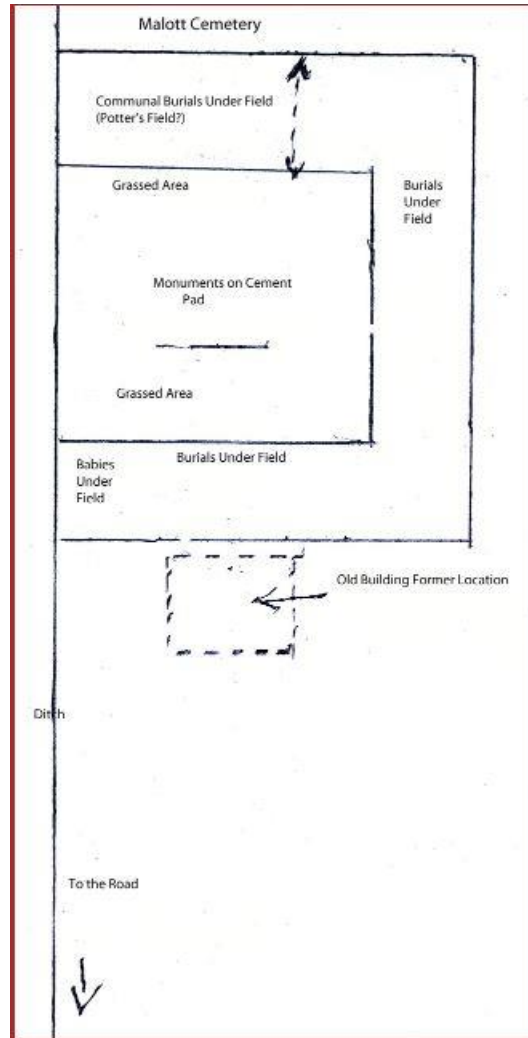 Malott Cemetery
Communal Burials Under Field
(Potter's Field?)
Grassed Area
Burials
Under
Field
Monuments on Cement
Pad
Grassed Area
Burials Under Field
Babies
Under
Field
Old Building Former Location
Ditch
To the Road